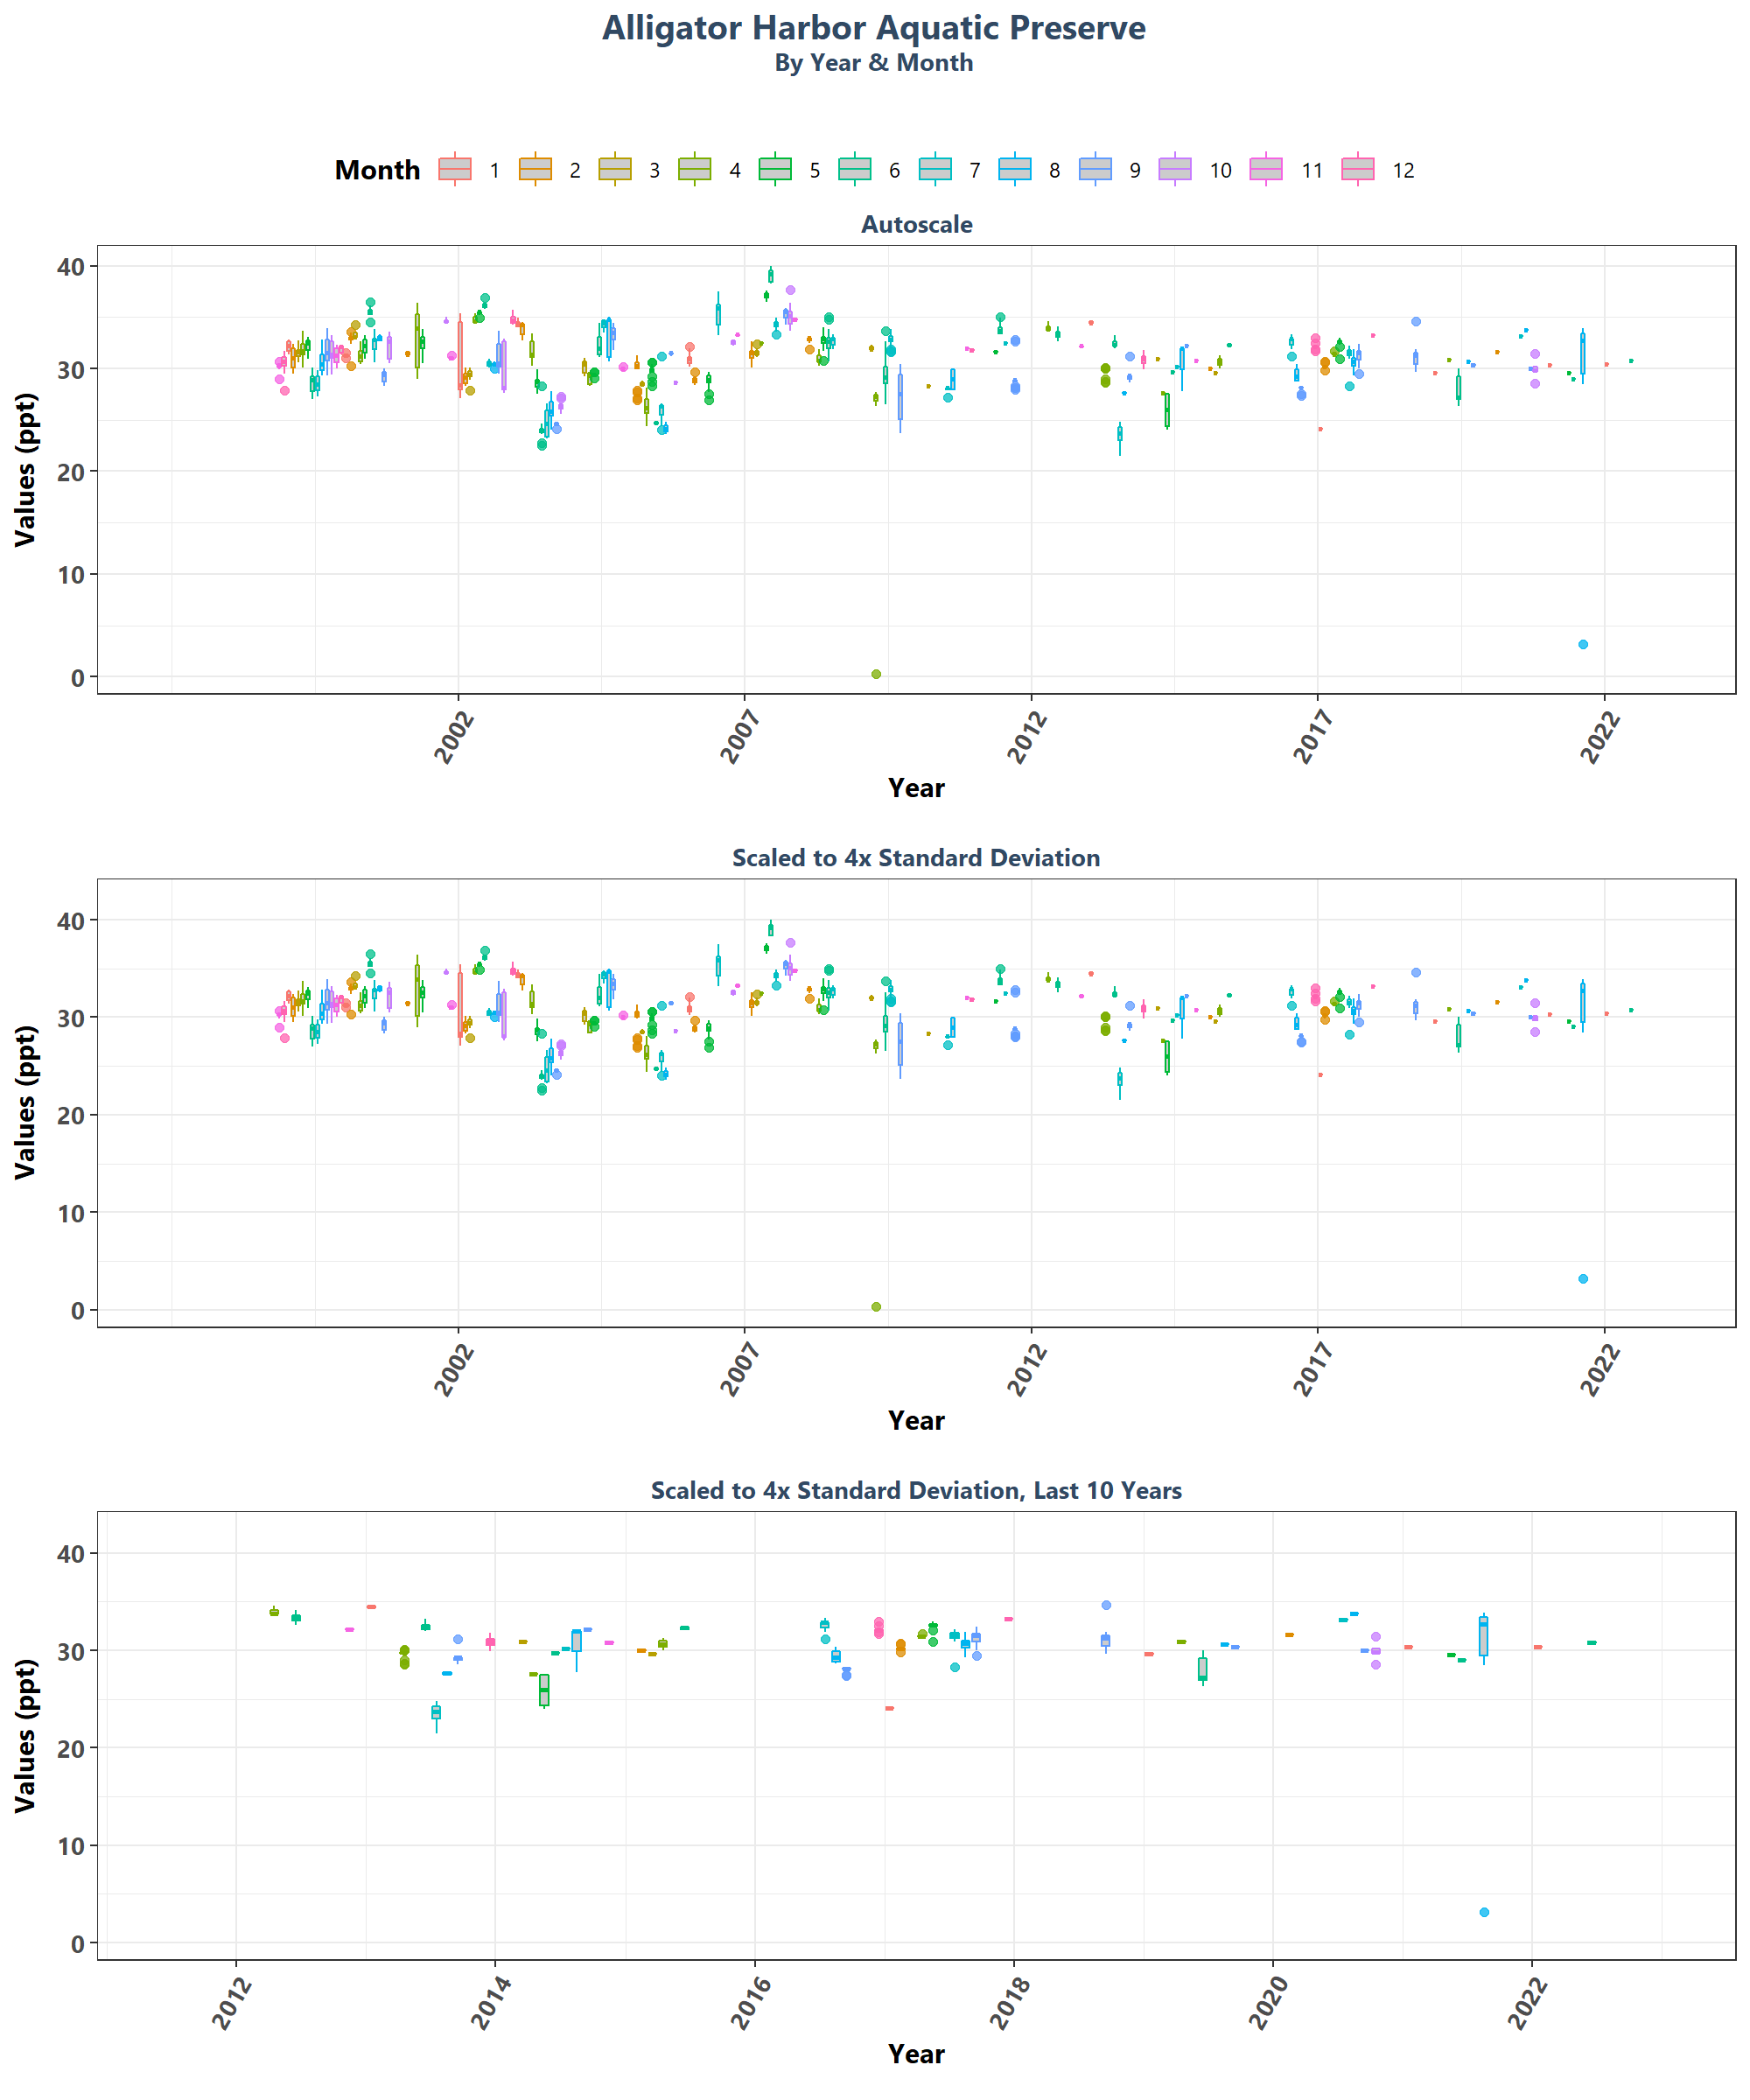 Alligator Harbor Aquatic Preserve
By Year & Month
Month 1 2 3 4 5 6 7 8 9 10 11 12
Autoscale
Values (ppt)
40
30
20
10
0
2002 2007 2012 2017 2022
Year
Scaled to 4x Standard Deviation
Values (ppt)
40
30
20
10
0
2002 2007 2012 2017 2022
Year
Scaled to 4x Standard Deviation, Last 10 Years
Values (ppt)
40
30
20
10
0
2012 2014 2016 2018 2020 2022
Year